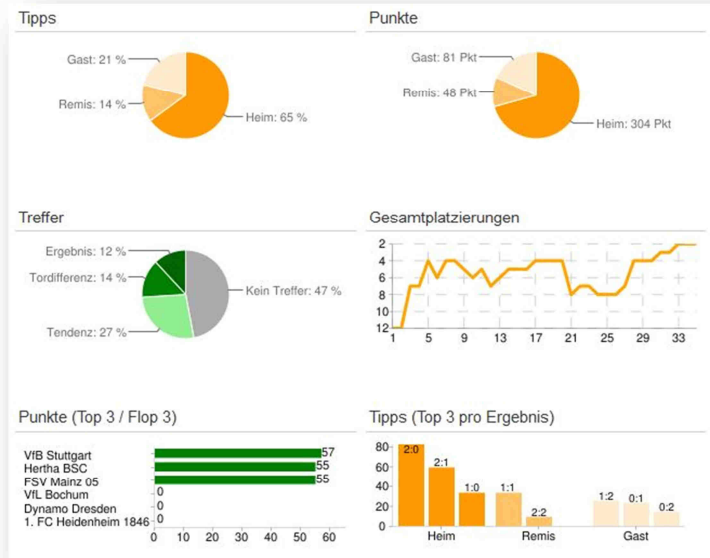 Tipps
Gast: 21 %
Remis: 14 %
Heim: 65 %
Punkte
Gast: 81 Pkt
Remis: 48 Pkt
Heim: 304 Pkt
Treffer
Ergebnis: 12 %
Tordifferenz: 14 %
Kein Treffer: 47 %
Tendenz: 27 %
Gesamtplatzierungen
2
4
6
8
10
12
1 5 9 13 17 21 25 29 33
Punkte (Top 3 / Flop 3)
VfB Stuttgart 57
Hertha BSC 55
FSV Mainz 05 55
VfL Bochum 0
Dynamo Dresden 0
1. FC Heidenheim 1846 0
0 10 20 30 40 50 60
Tipps (Top 3 pro Ergebnis)
80
60
40
20
0
2:0 2:1 1:0 1:1 2:2 1:2 0:1 0:2
Heim Remis Gast